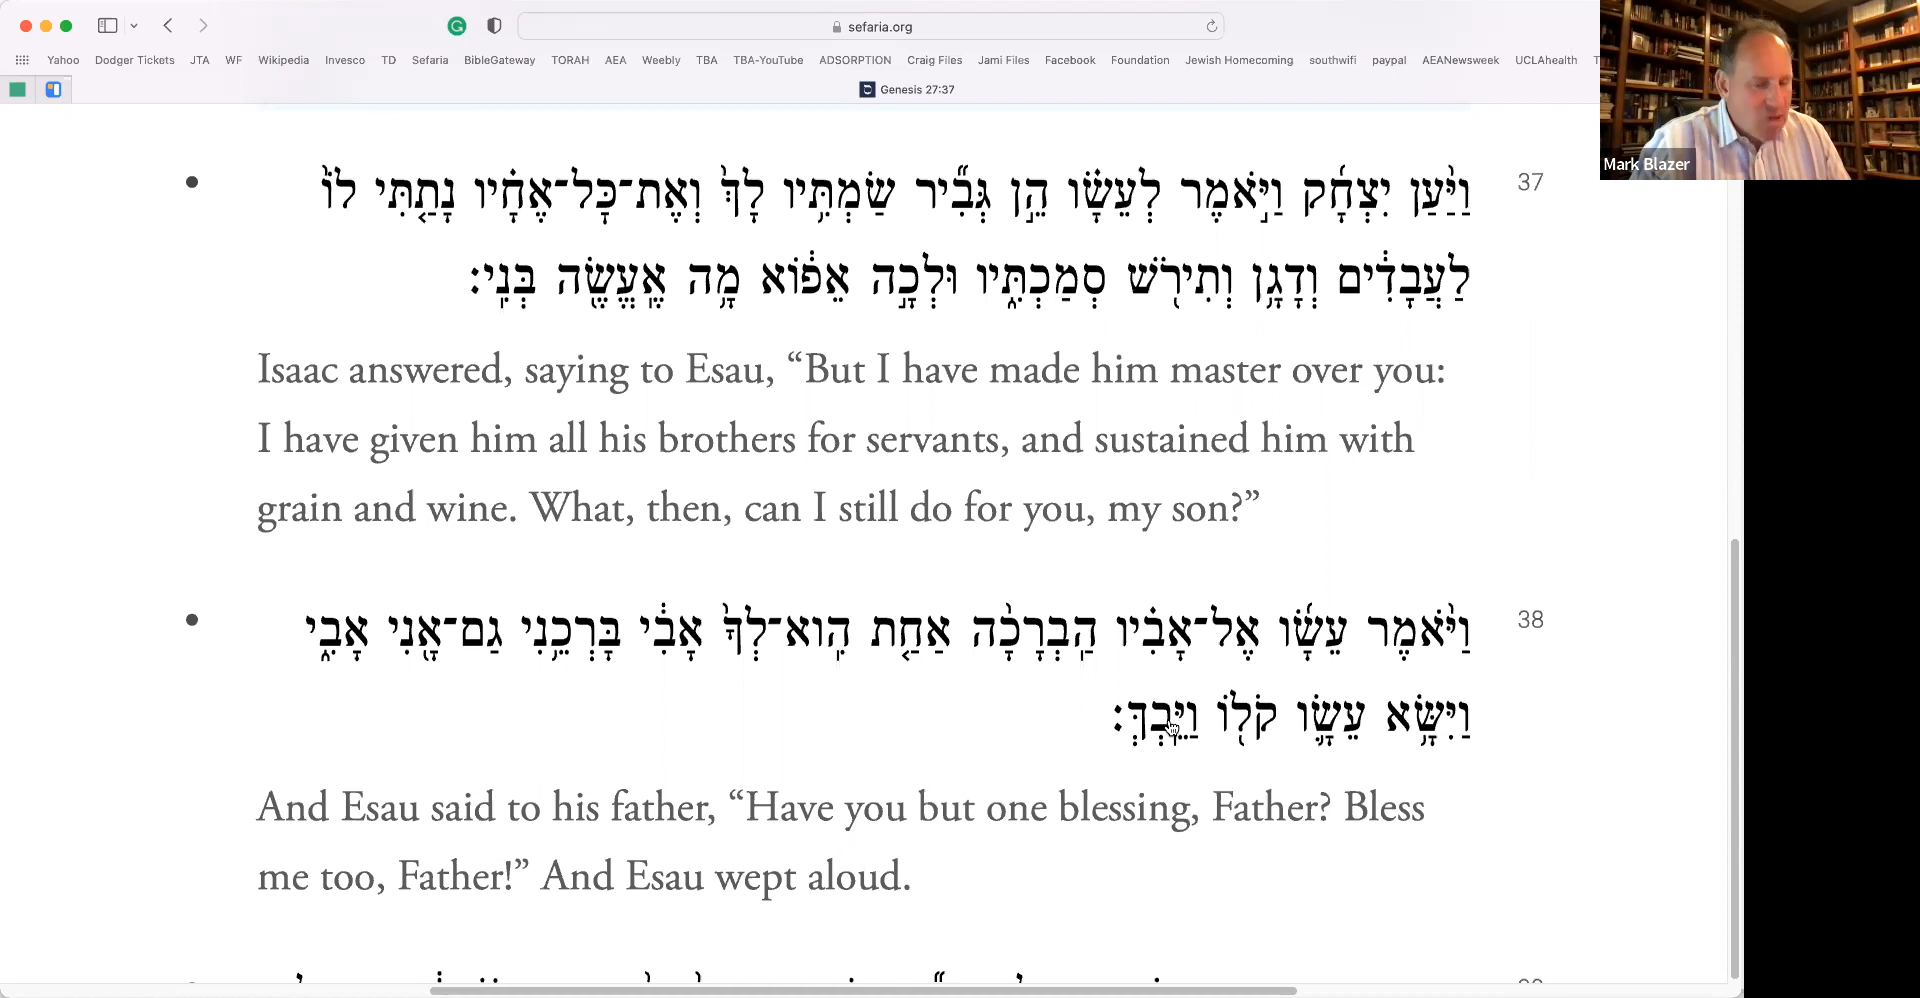 sefaria.org
Yahoo Dodger Tickets JTA WF Wikipedia Invesco TD Sefaria BibleGateway TORAH AEA Weebly TBA TBA-YouTube ADSORPTION Craig Files Jami Files Facebook Foundation Jewish Homecoming southwifi paypal AEANewsweek UCLAhealth
Genesis 27:37
Mark Blazer
37
וַיַּ֨עַן יִצְחָ֜ק וַיֹּ֣אמֶר לְעֵשָׂ֗ו הֵ֣ן גְּבִ֞יר שַׂמְתִּ֥יו לָךְ֙ וְאֶת־כׇּל־אֶחָ֗יו נָתַ֤תִּי לוֹ֙
לַעֲבָדִ֔ים וְדָגָ֥ן וְתִירֹ֖שׁ סְמַכְתִּ֑יו וּלְכָ֣ה אֵפ֔וֹא מָ֥ה אֶֽעֱשֶׂ֖ה בְּנִֽי׃
Isaac answered, saying to Esau, “But I have made him master over you:
I have given him all his brothers for servants, and sustained him with
grain and wine. What, then, can I still do for you, my son?”
38
וַיֹּ֨אמֶר עֵשָׂ֜ו אֶל־אָבִ֗יו הַֽבְרָכָ֨ה אַחַ֤ת הִֽוא־לְךָ֙ אָבִ֔י בָּרְכֵ֥נִי גַם־אָ֖נִי אָבִ֑י
וַיִּשָּׂ֥א עֵשָׂ֛ו קֹל֖וֹ וַיֵּֽבְךְּ׃
And Esau said to his father, “Have you but one blessing, Father? Bless
me too, Father!” And Esau wept aloud.